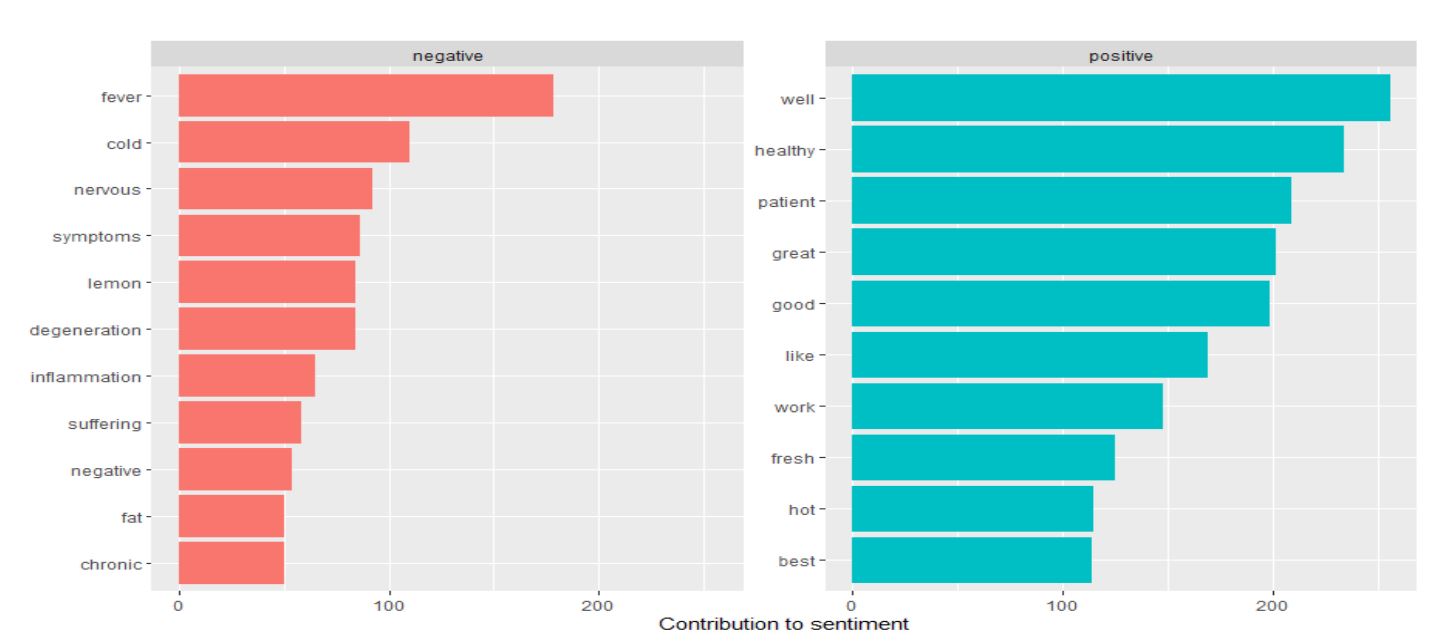 negative
fever
cold
nervous
symptoms
lemon
degeneration
inflammation
suffering
negative
fat
chronic
0 100 200
positive
well
healthy
patient
great
good
like
work
fresh
hot
best
0 100 200
Contribution to sentiment